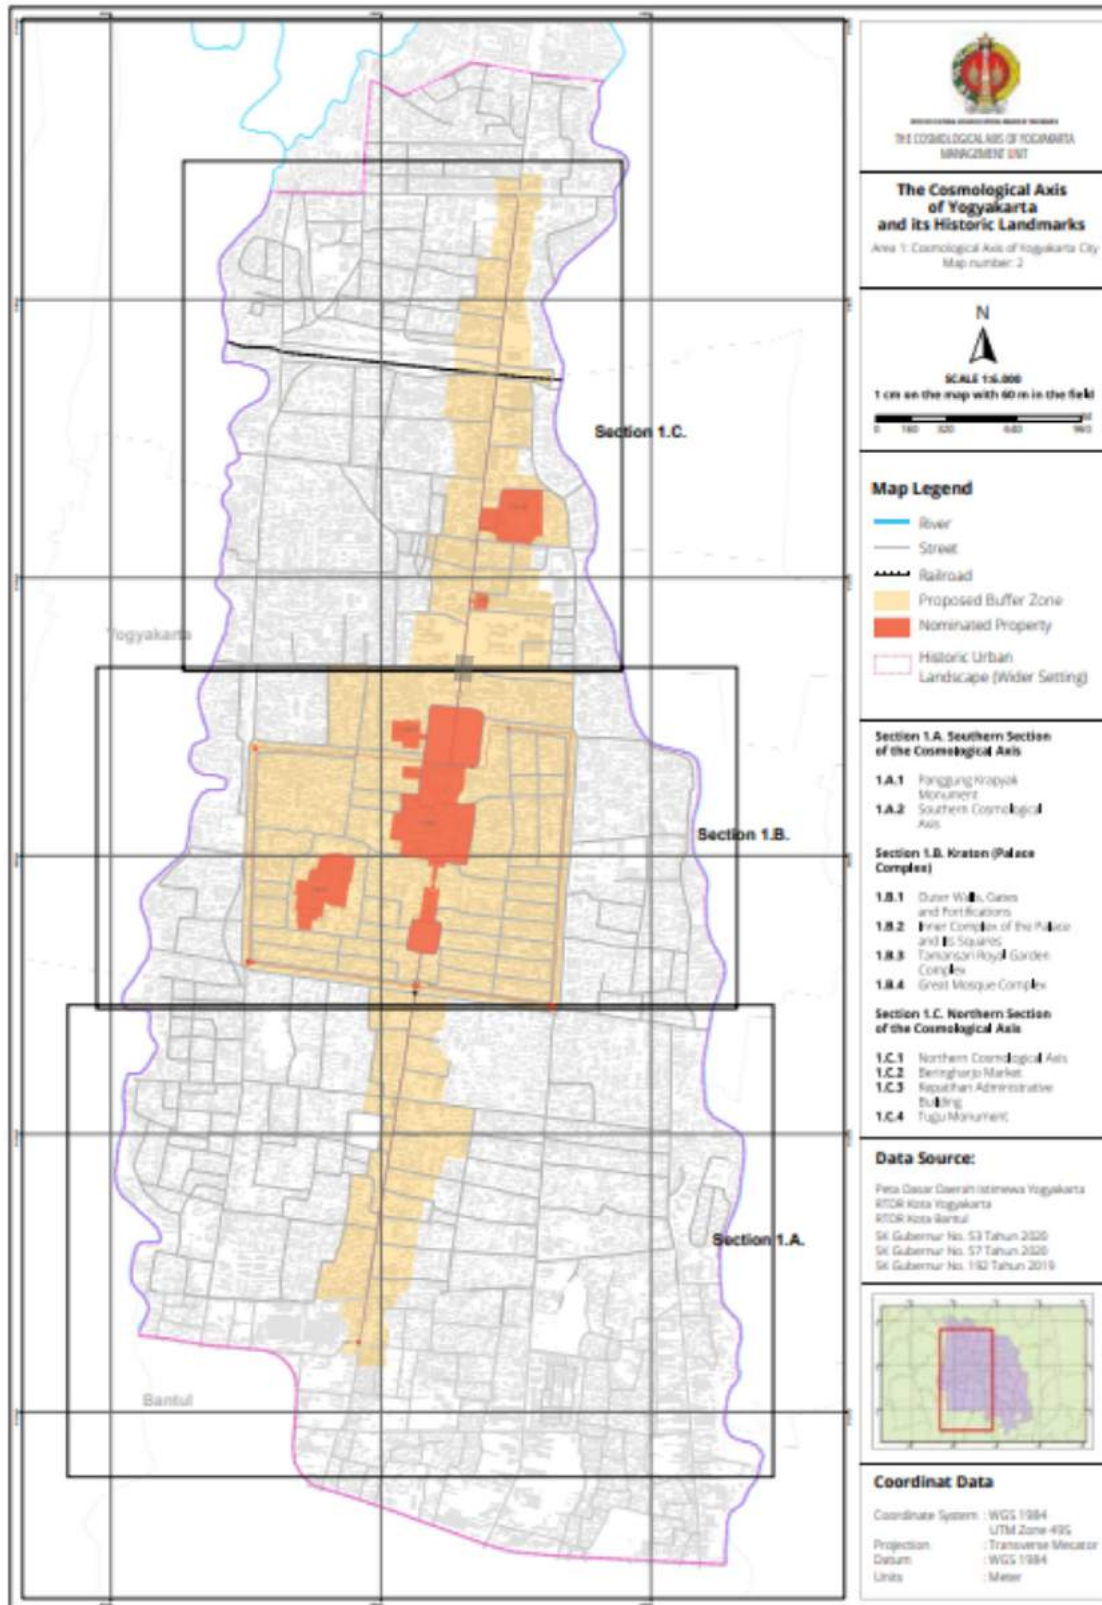 THE COSMOLOGICAL AXIS OF YOGYAKARTA
MANAGEMENT UNIT
The Cosmological Axis
of Yogyakarta
and its Historic Landmarks
Area 1: Cosmological Axis of Yogyakarta City
Map number: 2
N
SCALE 1:6.000
1 cm on the map with 60 m in the field
0 160 320 640 960
Map Legend
River
Street
Railroad
Proposed Buffer Zone
Nominated Property
Historic Urban
Landscape (Wider Setting)
Section 1.A. Southern Section
of the Cosmological Axis
1.A.1 Panggung Krapyak
Monument
1.A.2 Southern Cosmological
Axis
Section 1.B. Kraton (Palace
Complex)
1.B.1 Outer Walls, Gates
and Fortifications
1.B.2 Inner Complex of the Palace
and its Squares
1.B.3 Tamansari Royal Garden
Complex
1.B.4 Great Mosque Complex
Section 1.C. Northern Section
of the Cosmological Axis
1.C.1 Northern Cosmological Axis
1.C.2 Beringharjo Market
1.C.3 Kepatihan Administrative
Building
1.C.4 Tugu Monument
Data Source:
Peta Dasar Daerah Istimewa Yogyakarta
RTDR Kota Yogyakarta
RTDR Kota Bantul
SK Gubernur No. 53 Tahun 2020
SK Gubernur No. 57 Tahun 2020
SK Gubernur No. 192 Tahun 2019
Coordinat Data
Coordinate System : WGS 1984
UTM Zone 49S
Projection : Transverse Mecator
Datum : WGS 1984
Units : Meter
Section 1.C.
Yogyakarta
Section 1.B.
Section 1.A.
Bantul